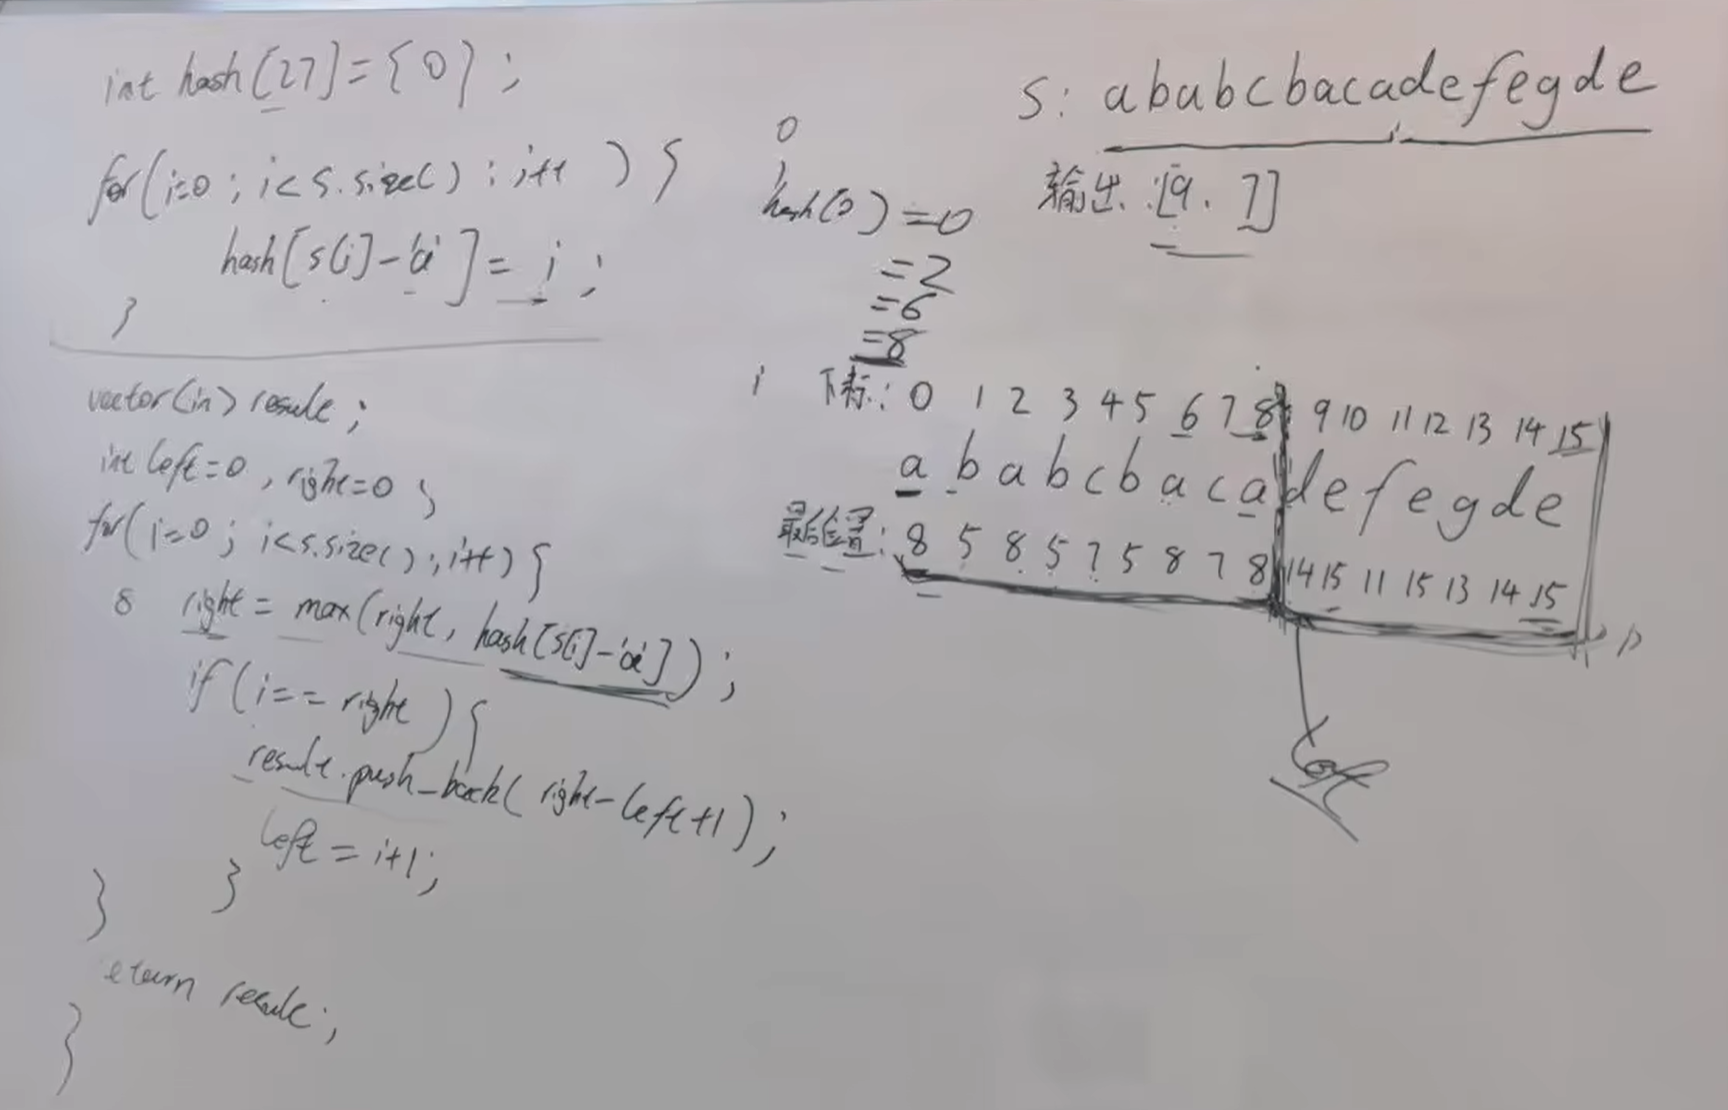 int hash[27]={0};
for(i=0; i<s.size(); i++){
hash[s[i]-'a']=i;
}
vector(in>result;
int left=0, right=0;
for(i=0; i<s.size(); i++){
8 right = max(right, hash[s[i]-'a']);
if(i==right){
result.push_back(right-left+1);
left=i+1;
}
}
eturn result;
}
0
hash(0)=0
=2
=6
=8
s: ababcbacadefegde
输出:[9. 7]
i 下标: 0 1 2 3 4 5 6 7 8 9 10 11 12 13 14 15
a b a b c b a c a d e f e g d e
最后位置: 8 5 8 5 7 5 8 7 8 14 15 11 15 13 14 15
left